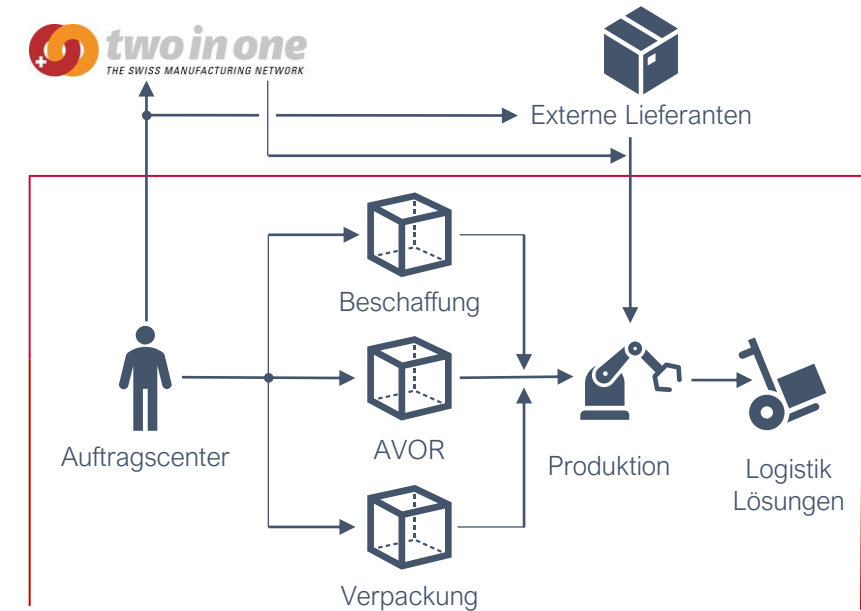 two in one
THE SWISS MANUFACTURING NETWORK
Externe Lieferanten
Beschaffung
Auftragscenter
AVOR
Produktion
Logistik
Lösungen
Verpackung